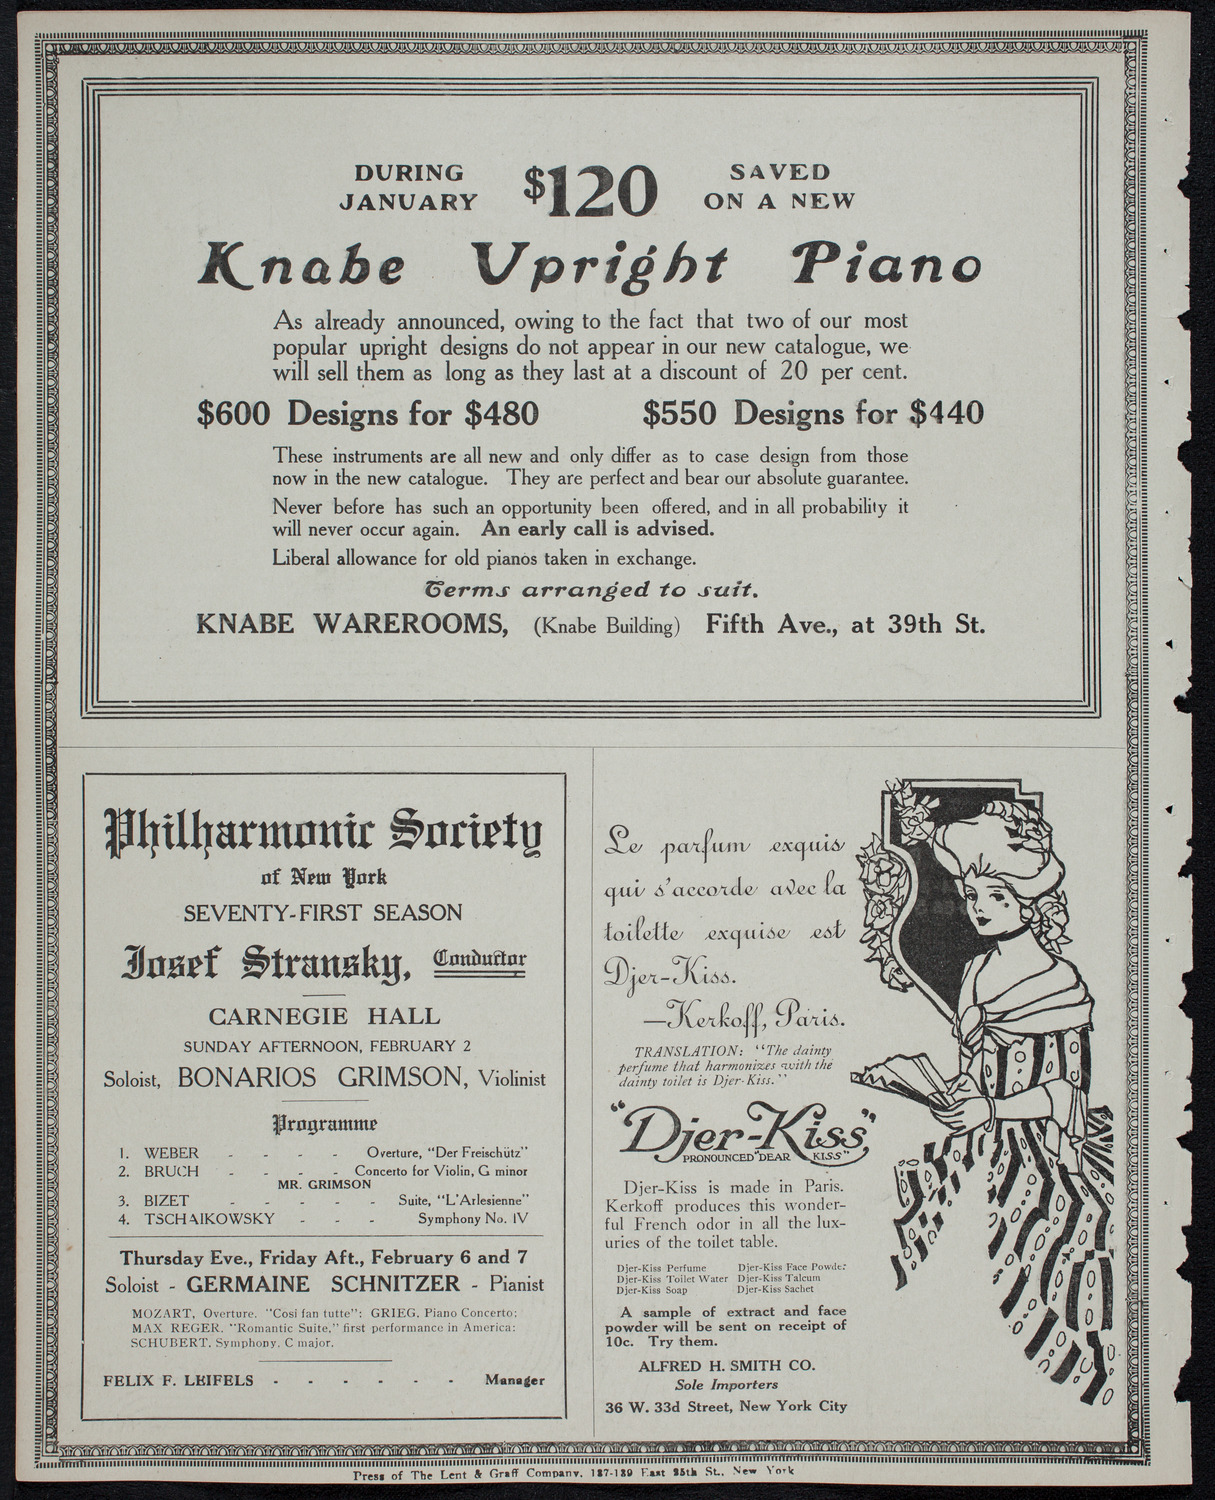 DURING JANUARY $120 SAVED ON A NEW
Knabe Upright Piano
As already announced, owing to the fact that two of our most
popular upright designs do not appear in our new catalogue, we
will sell them as long as they last at a discount of 20 per cent.
$600 Designs for $480 $550 Designs for $440
These instruments are all new and only differ as to case design from those
now in the new catalogue. They are perfect and bear our absolute guarantee.
Never before has such an opportunity been offered, and in all probability it
will never occur again. An early call is advised.
Liberal allowance for old pianos taken in exchange.
Terms arranged to suit.
KNABE WAREROOMS, (Knabe Building) Fifth Ave., at 39th St.
Philharmonic Society
of New York
SEVENTY-FIRST SEASON
Josef Stransky, Conductor
CARNEGIE HALL
SUNDAY AFTERNOON, FEBRUARY 2
Soloist, BONARIOS GRIMSON, Violinist
Programme
1. WEBER - - - - Overture, "Der Freischütz"
2. BRUCH - - - - Concerto for Violin, G minor
MR. GRIMSON
3. BIZET - - - - - Suite, "L'Arlesienne"
4. TSCHAIKOWSKY - - - Symphony No. IV
Thursday Eve., Friday Aft., February 6 and 7
Soloist - GERMAINE SCHNITZER - Pianist
MOZART, Overture, "Cosi fan tutte"; GRIEG, Piano Concerto;
MAX REGER, "Romantic Suite," first performance in America;
SCHUBERT, Symphony, C major.
FELIX F. LEIFELS - - - - - - Manager
Le parfum exquis
qui s'accorde avec la
toilette exquise est
Djer-Kiss.
—Kerkoff, Paris.
TRANSLATION: "The dainty
perfume that harmonizes with the
dainty toilet is Djer-Kiss."
"Djer-Kiss"
PRONOUNCED "DEAR KISS"
Djer-Kiss is made in Paris.
Kerkoff produces this wonder-
ful French odor in all the lux-
uries of the toilet table.
Djer-Kiss Perfume Djer-Kiss Face Powder
Djer-Kiss Toilet Water Djer-Kiss Talcum
Djer-Kiss Soap Djer-Kiss Sachet
A sample of extract and face
powder will be sent on receipt of
10c. Try them.
ALFRED H. SMITH CO.
Sole Importers
36 W. 33d Street, New York City
Press of The Lent & Graff Company, 137-139 East 25th St., New York